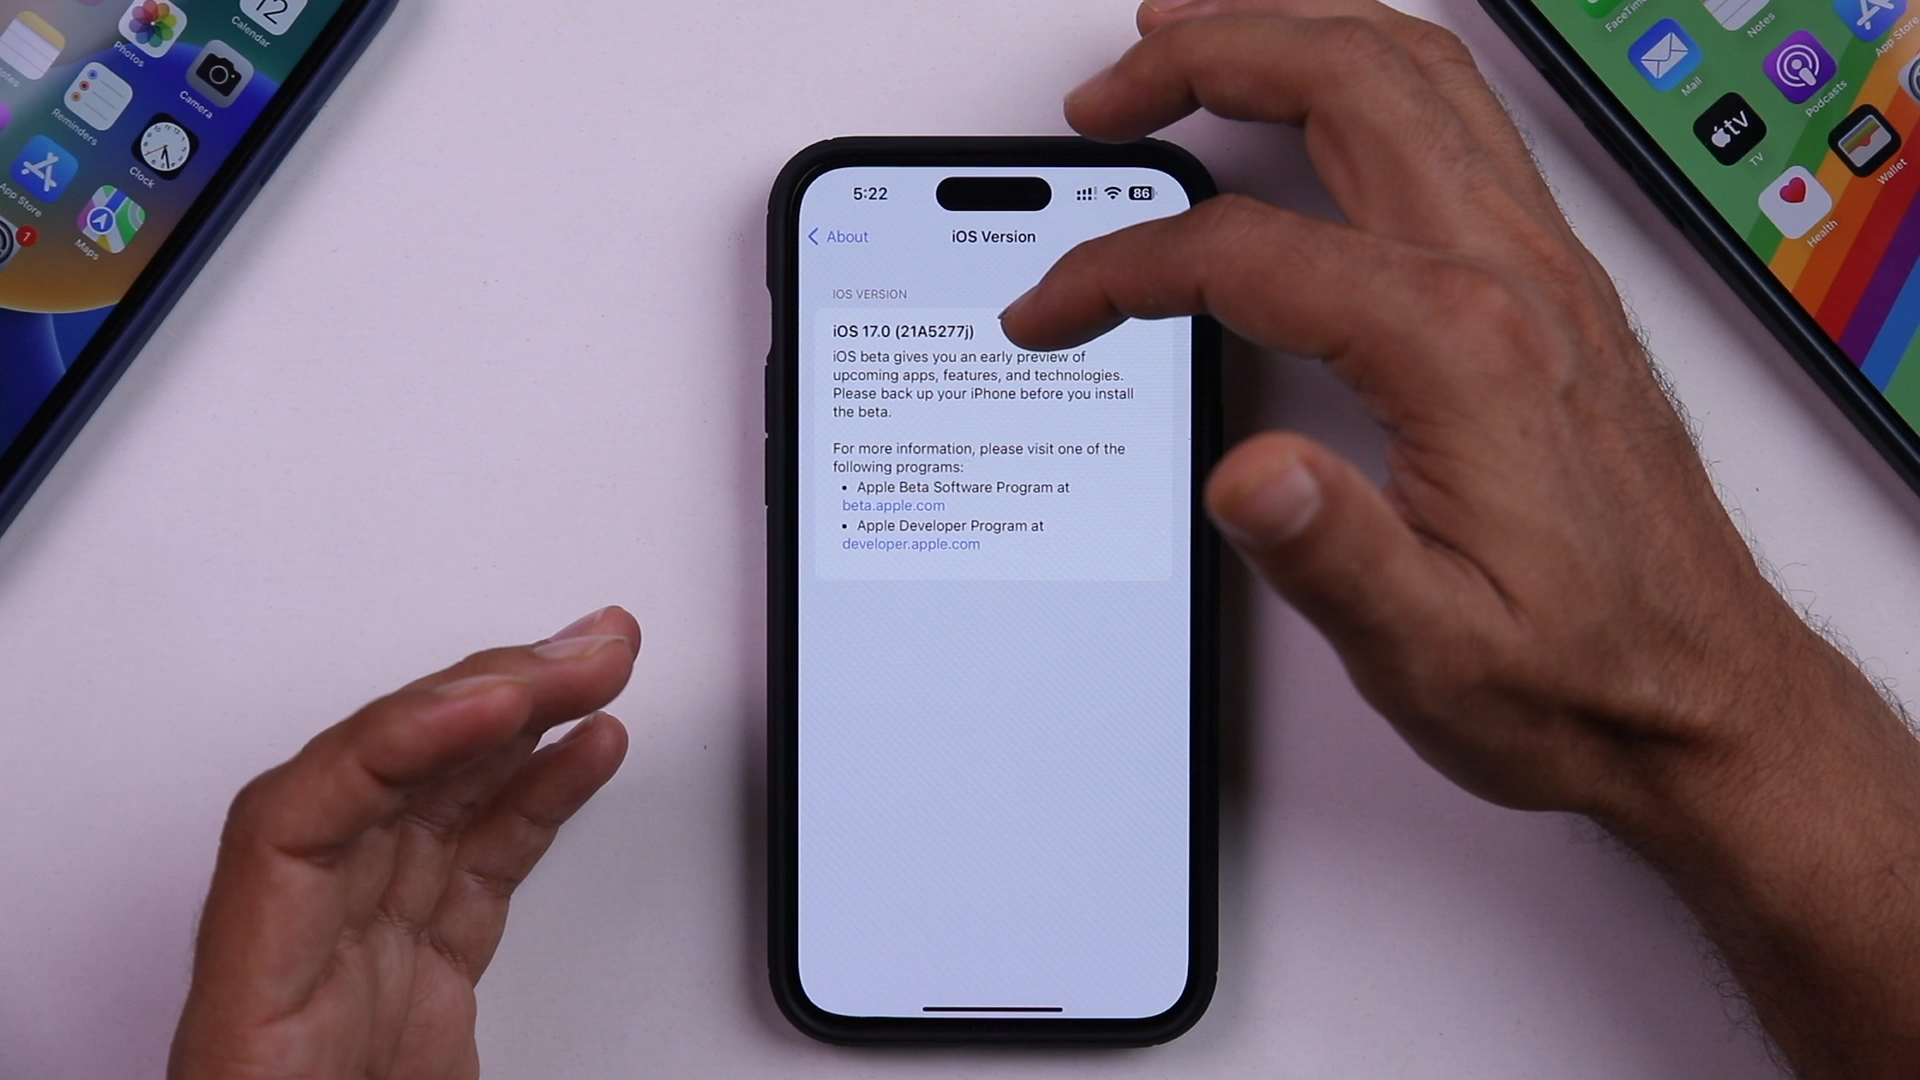 12
Calendar
Photos
Camera
Reminders
Clock
App Store
Maps
1
FaceTime
Notes
App Store
Mail
Podcasts
tv
TV
Wallet
Health
5:22
86
About
iOS Version
IOS VERSION
iOS 17.0 (21A5277j)
iOS beta gives you an early preview of
upcoming apps, features, and technologies.
Please back up your iPhone before you install
the beta.
For more information, please visit one of the
following programs:
• Apple Beta Software Program at
beta.apple.com
• Apple Developer Program at
developer.apple.com